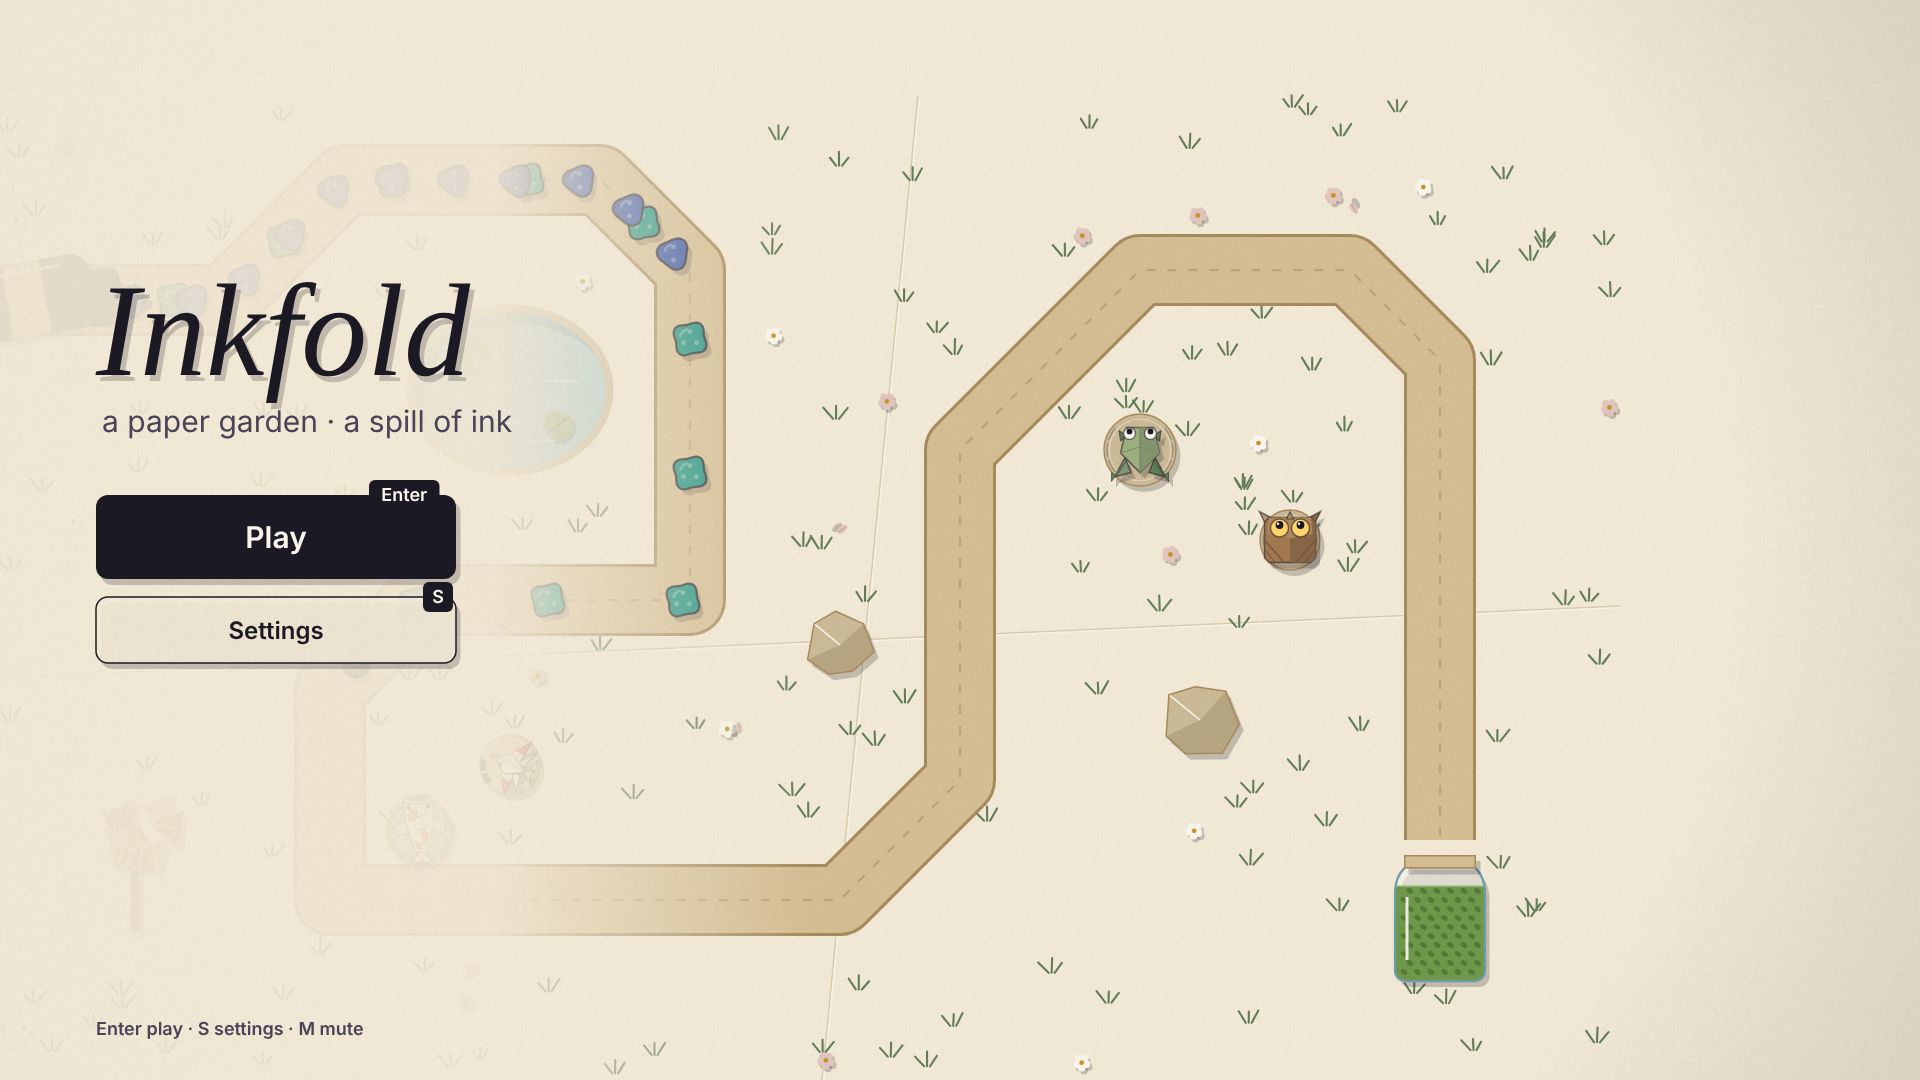 Inkfold
a paper garden · a spill of ink
Enter
Play
S
Settings
Enter play · S settings · M mute